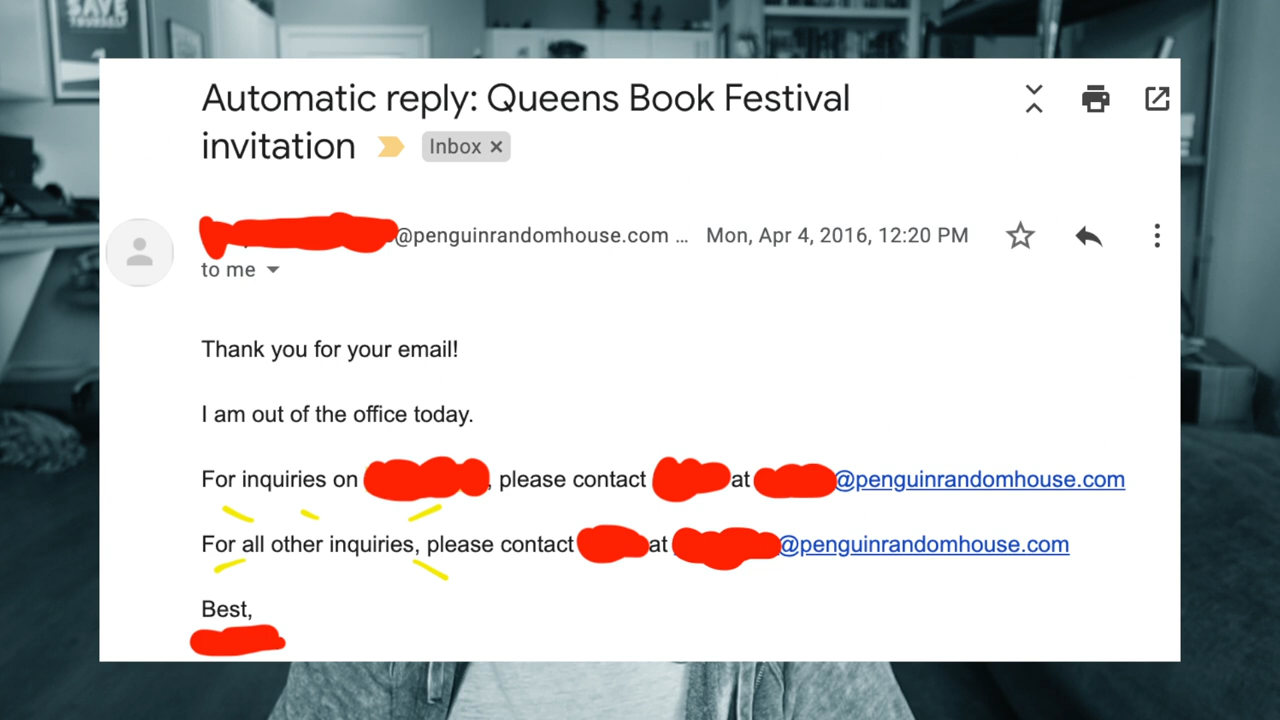 SAVE
YOURSELF
Automatic reply: Queens Book Festival
invitation Inbox ×
@penguinrandomhouse.com ... Mon, Apr 4, 2016, 12:20 PM
to me
Thank you for your email!
I am out of the office today.
For inquiries on , please contact at @penguinrandomhouse.com
For all other inquiries, please contact at @penguinrandomhouse.com
Best,